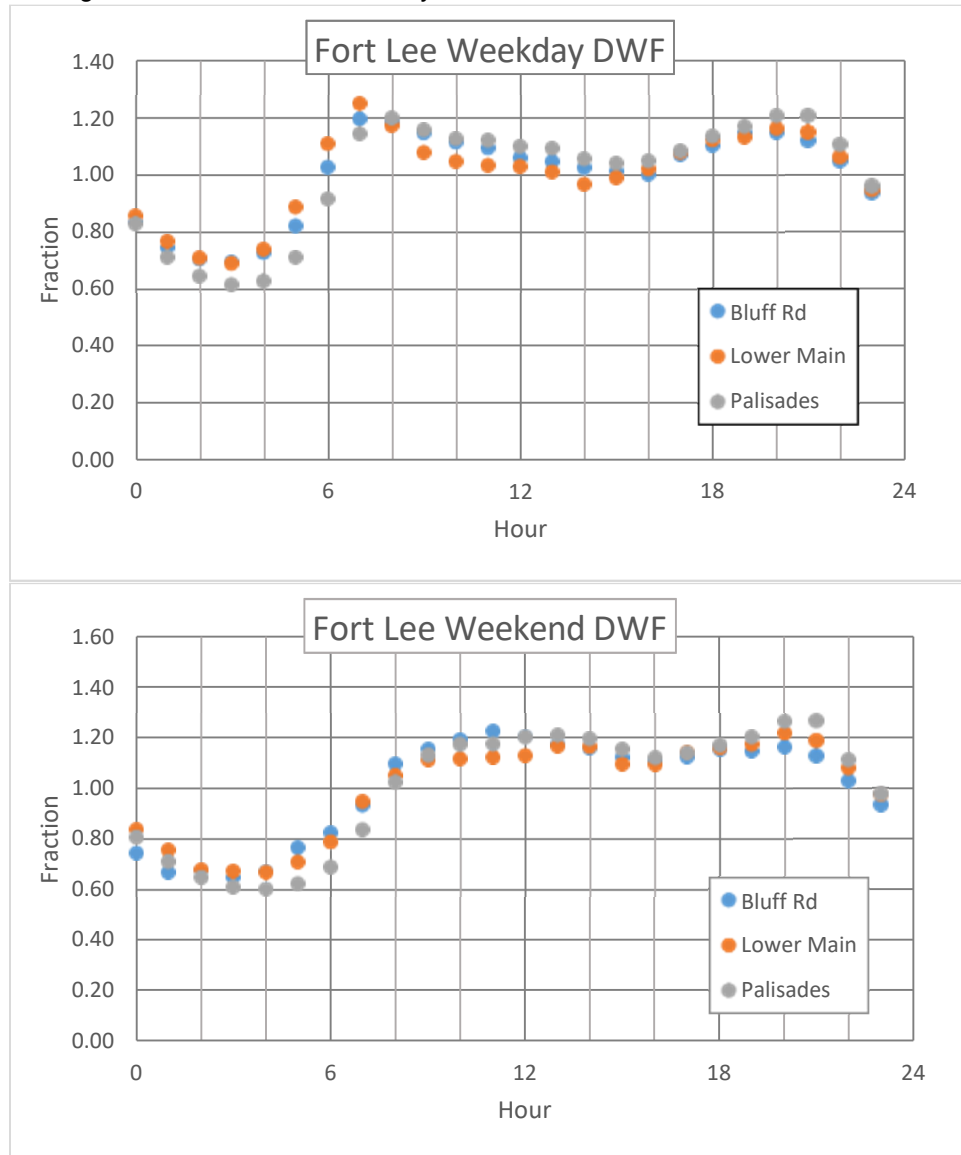 Fort Lee Weekday DWF
1.40
1.20
1.00
0.80
0.60
0.40
0.20
0.00
Fraction
Bluff Rd
Lower Main
Palisades
0 6 12 18 24
Hour
Fort Lee Weekend DWF
1.60
1.40
1.20
1.00
0.80
0.60
0.40
0.20
0.00
Fraction
Bluff Rd
Lower Main
Palisades
0 6 12 18 24
Hour